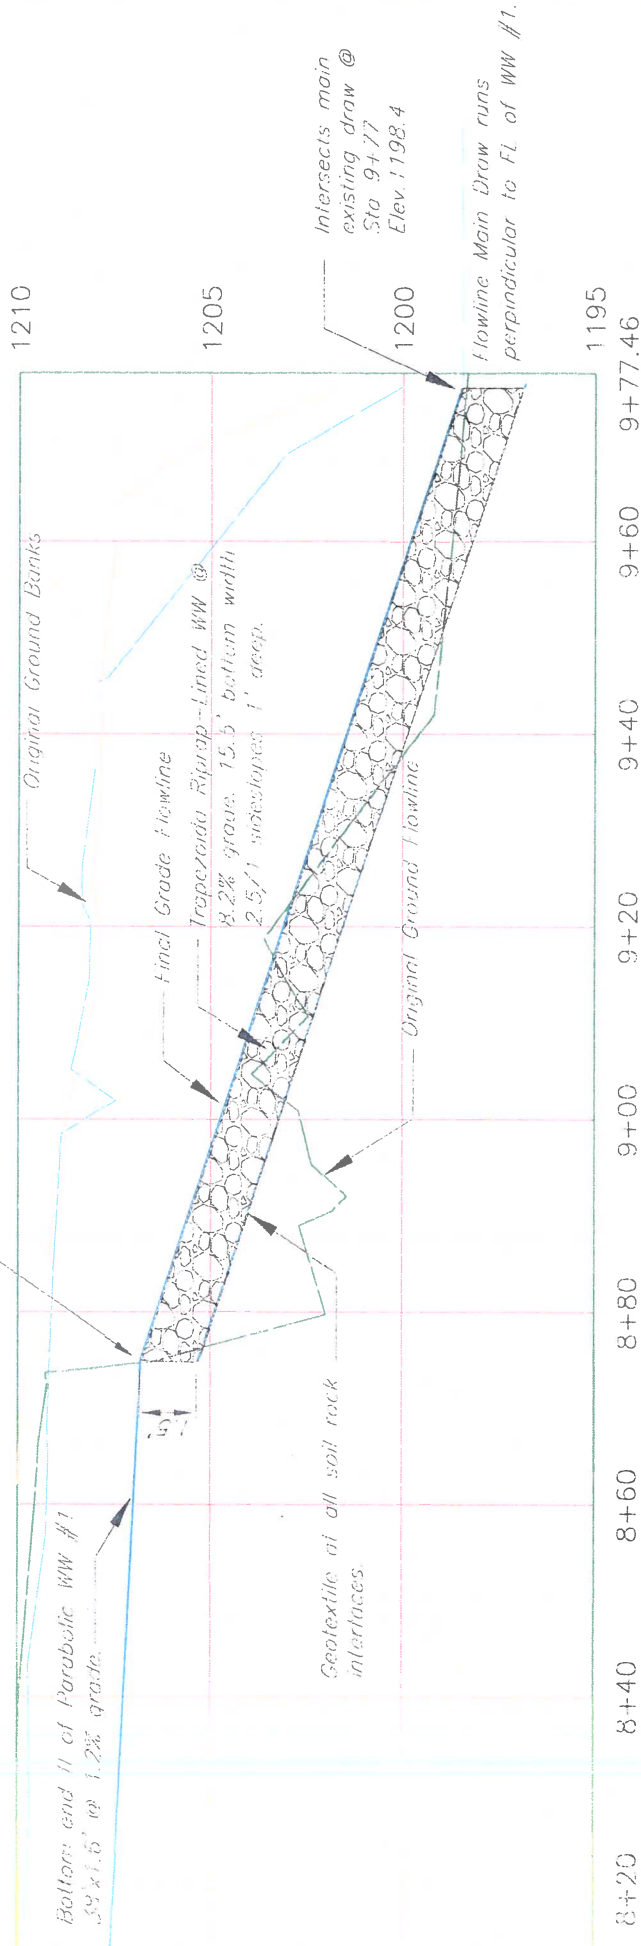 Bottom end fl of Parabolic WW #1
@ 1.2% grade.
Geotextile at all soil rock
interfaces.
1.5'
Original Ground Banks
Final Grade Flowline
Riprap-Lined WW @
8.2% grade. 15.5' bottom width
2.5/1 sideslopes 1' deep.
Original Ground Flowline
Intersects main
existing draw @
Sta 9+77
Elev. 1198.4
Flowline Main Draw runs
perpindicular to FL of WW #1.
1210
1205
1200
1195
8+20
8+40
8+60
8+80
9+00
9+20
9+40
9+60
9+77.46